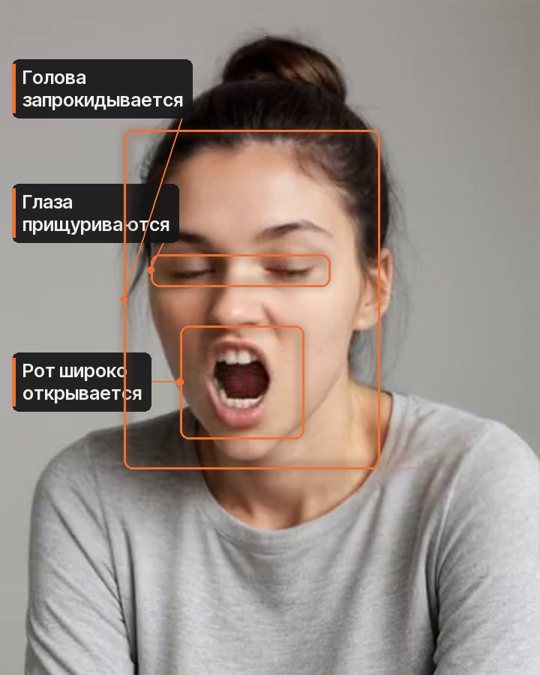 Голова
запрокидывается
Глаза
прищуриваются
Рот широко
открывается